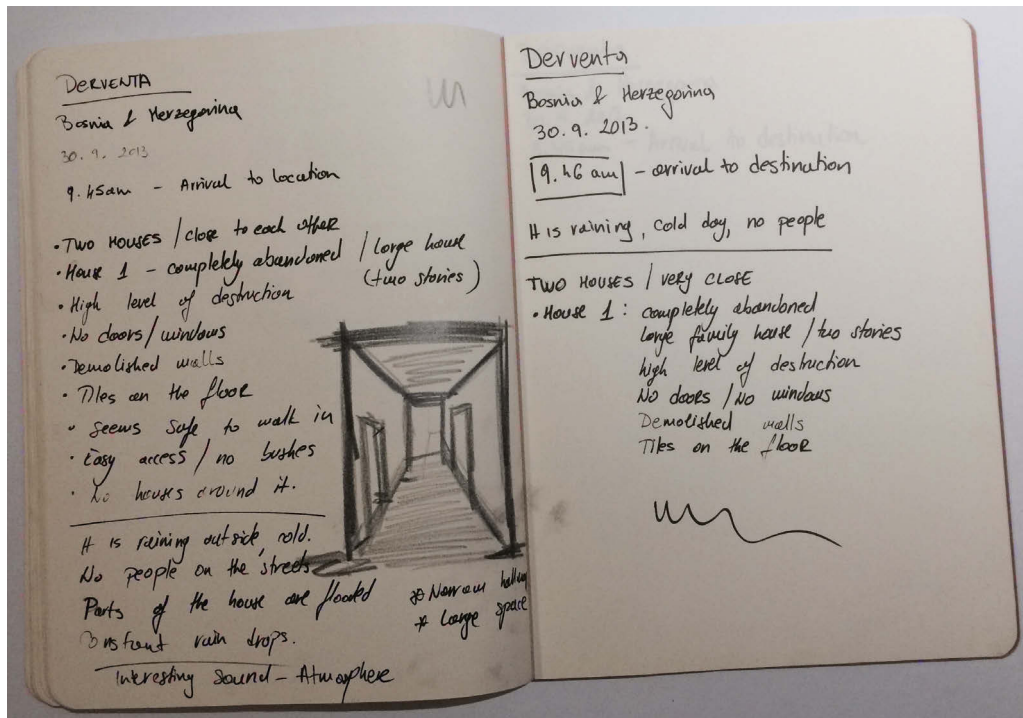 DERVENTA
Bosnia & Herzegovina
30. 9. 2013
9.45am – Arrival to location
• TWO HOUSES / close to each other
• House 1 – completely abandoned / Large house
(two stories)
• High level of destruction
• No doors / windows
• Demolished walls
• Tiles on the floor
• seems safe to walk in
• Easy access / no bushes
• No houses around it.
It is raining outside, cold.
No people on the streets
Parts of the house are flooded
Constant rain drops.
Interesting sound – Atmosphere
* Narrow
* Large space
Derventa
Bosnia & Herzegovina
30. 9. 2013.
9.46 am – arrival to destination
It is raining, cold day, no people
TWO HOUSES / very CLOSE
• House 1 : completely abandoned
Large family house / two stories
high level of destruction
No doors / No windows
Demolished walls
Tiles on the floor